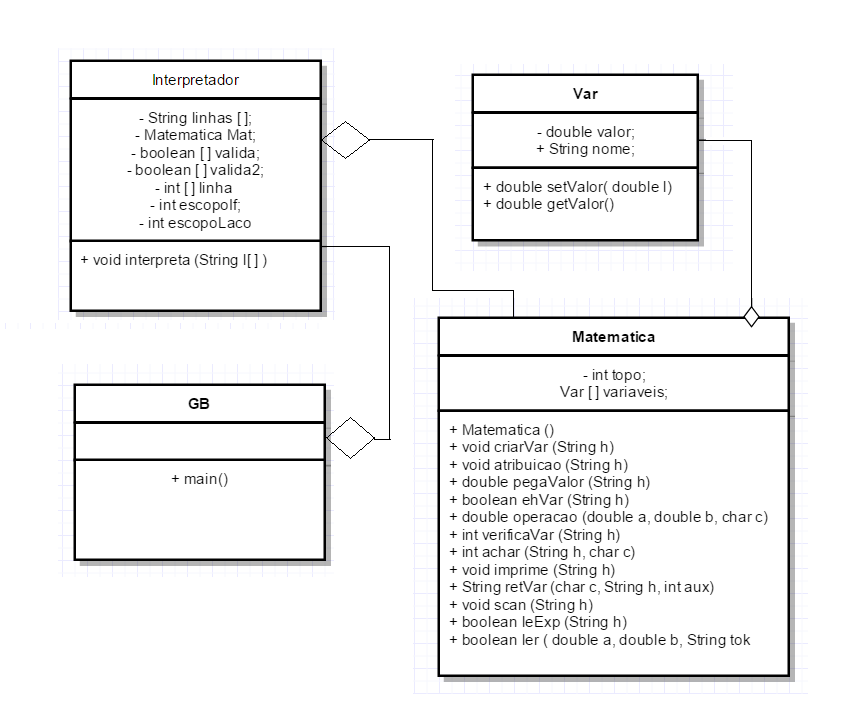 Interpretador
- String linhas [ ];
- Matematica Mat;
- boolean [ ] valida;
- boolean [ ] valida2;
- int [ ] linha
- int escopoIf;
- int escopoLaco
+ void interpreta (String l[ ] )
Var
- double valor;
+ String nome;
+ double setValor( double l)
+ double getValor()
GB
+ main()
Matematica
- int topo;
Var [ ] variaveis;
+ Matematica ()
+ void criarVar (String h)
+ void atribuicao (String h)
+ double pegaValor (String h)
+ boolean ehVar (String h)
+ double operacao (double a, double b, char c)
+ int verificaVar (String h)
+ int achar (String h, char c)
+ void imprime (String h)
+ String retVar (char c, String h, int aux)
+ void scan (String h)
+ boolean leExp (String h)
+ boolean ler ( double a, double b, String tok